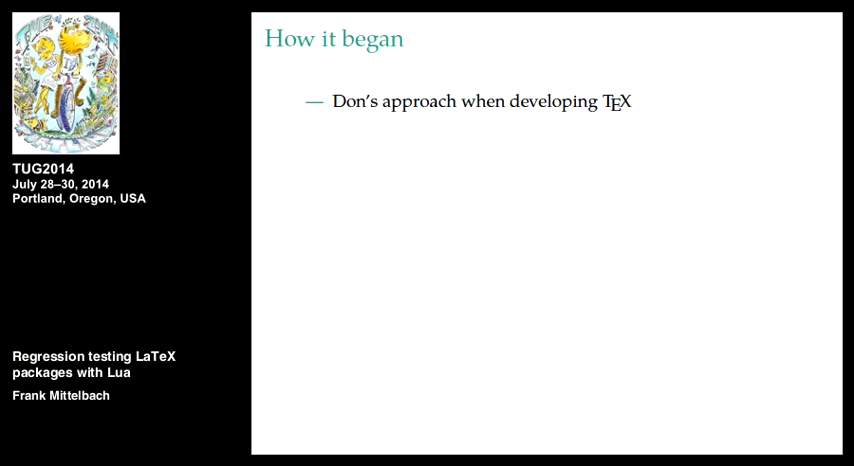 TUG2014
July 28–30, 2014
Portland, Oregon, USA
Regression testing LaTeX
packages with Lua
Frank Mittelbach
How it began
— Don’s approach when developing TEX